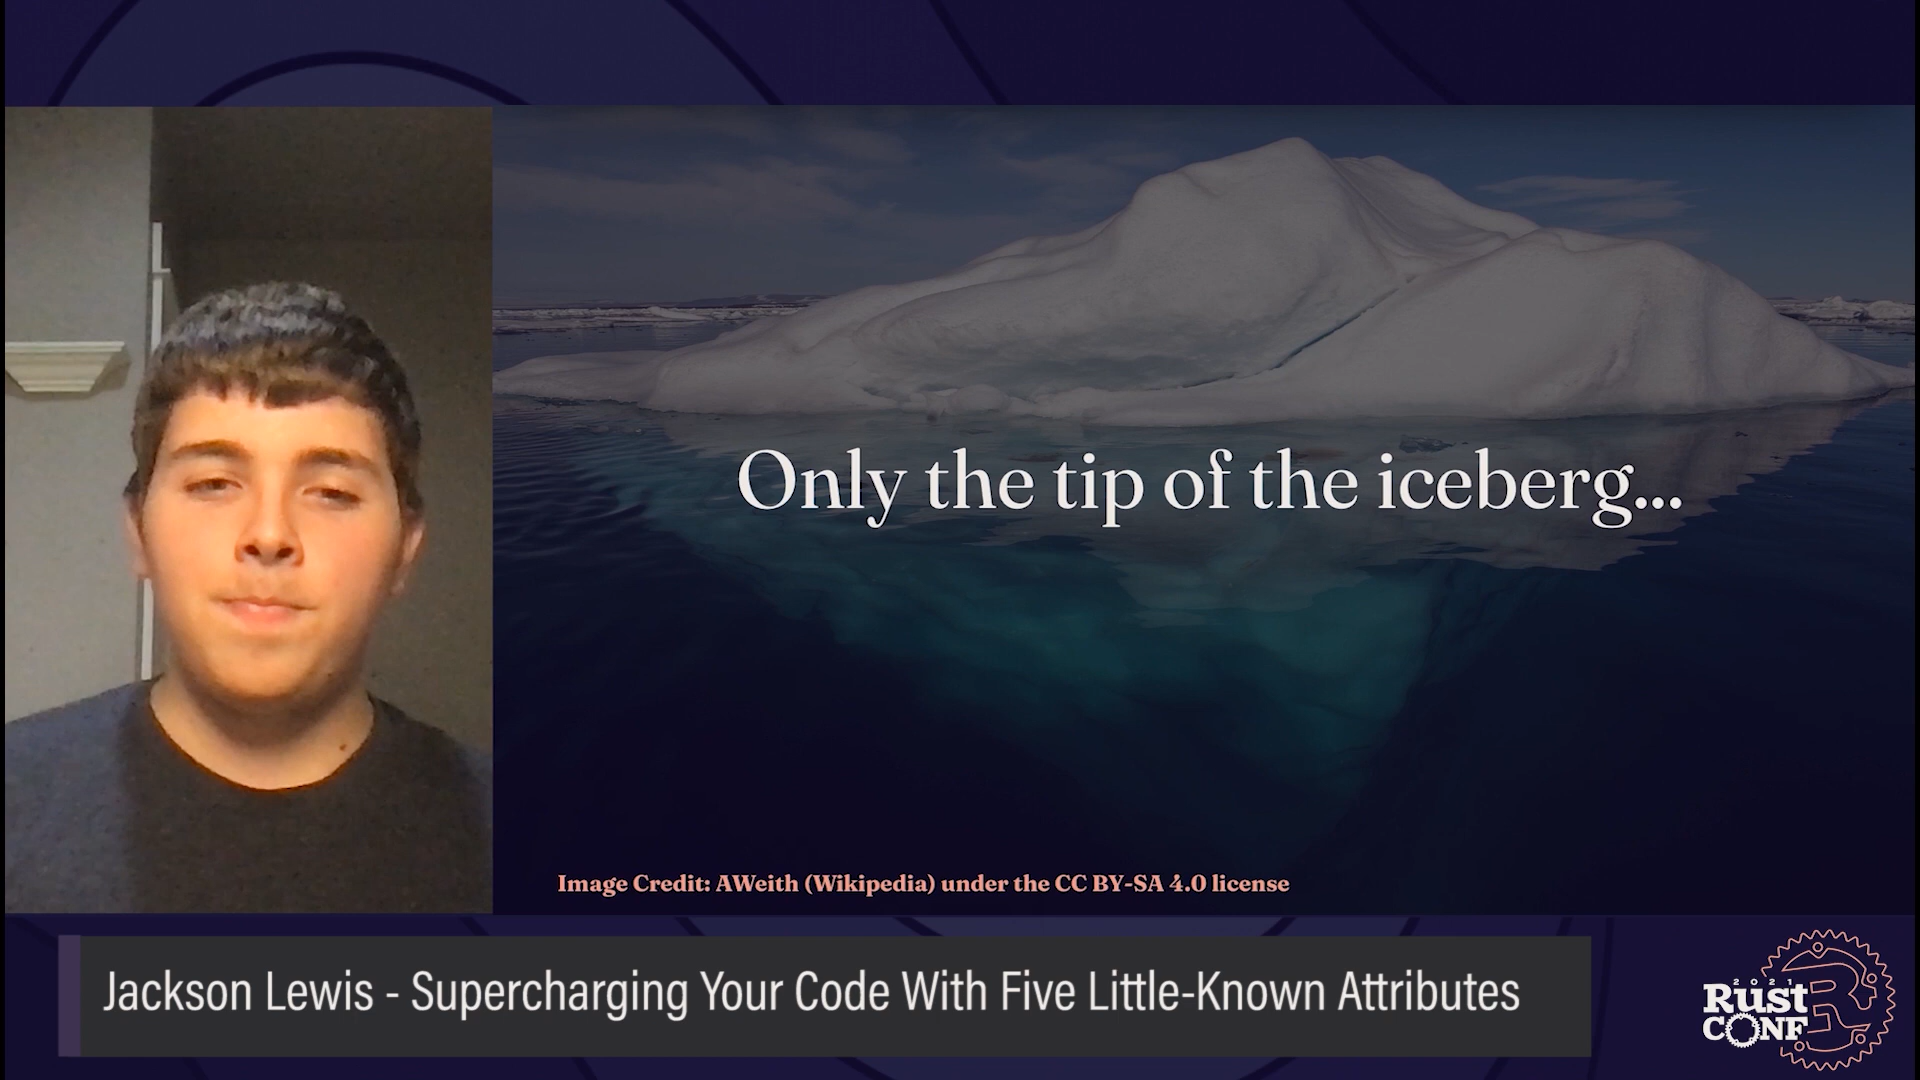 Only the tip of the iceberg...
Image Credit: AWeith (Wikipedia) under the CC BY-SA 4.0 license
Jackson Lewis - Supercharging Your Code With Five Little-Known Attributes
2021
Rust
CONF
R